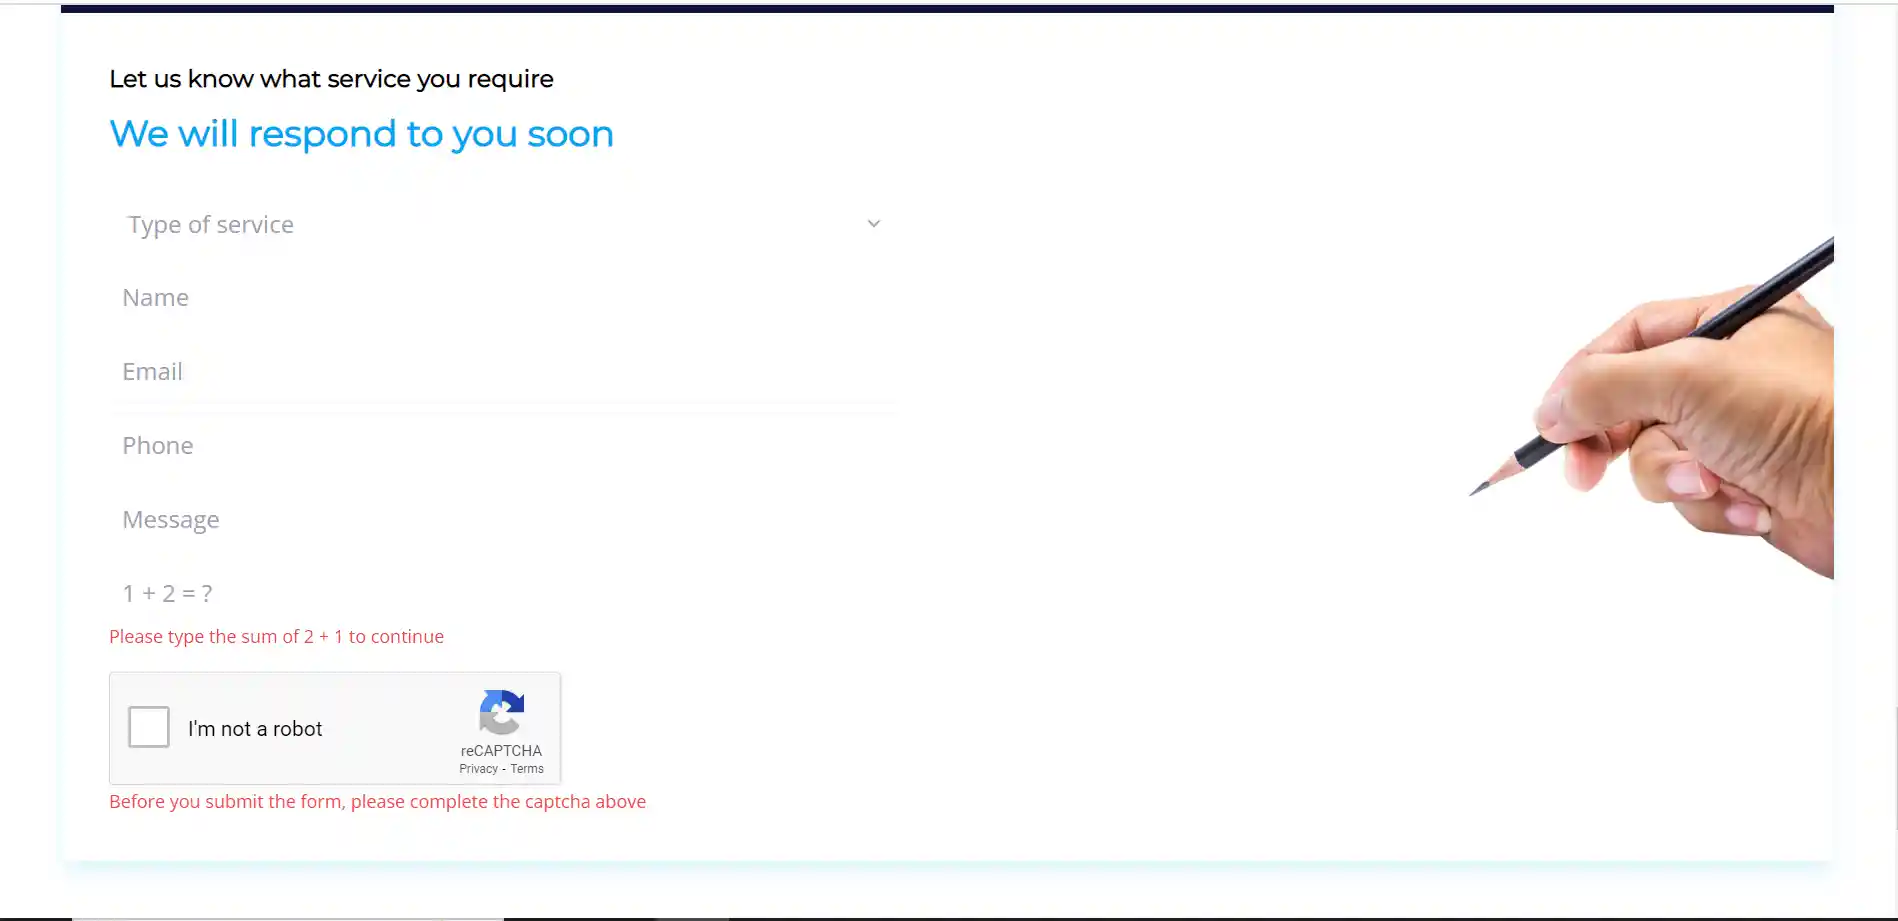 Let us know what service you require
We will respond to you soon
Type of service
Name
Email
Phone
Message
1 + 2 = ?
Please type the sum of 2 + 1 to continue
I'm not a robot
reCAPTCHA
Privacy - Terms
Before you submit the form, please complete the captcha above